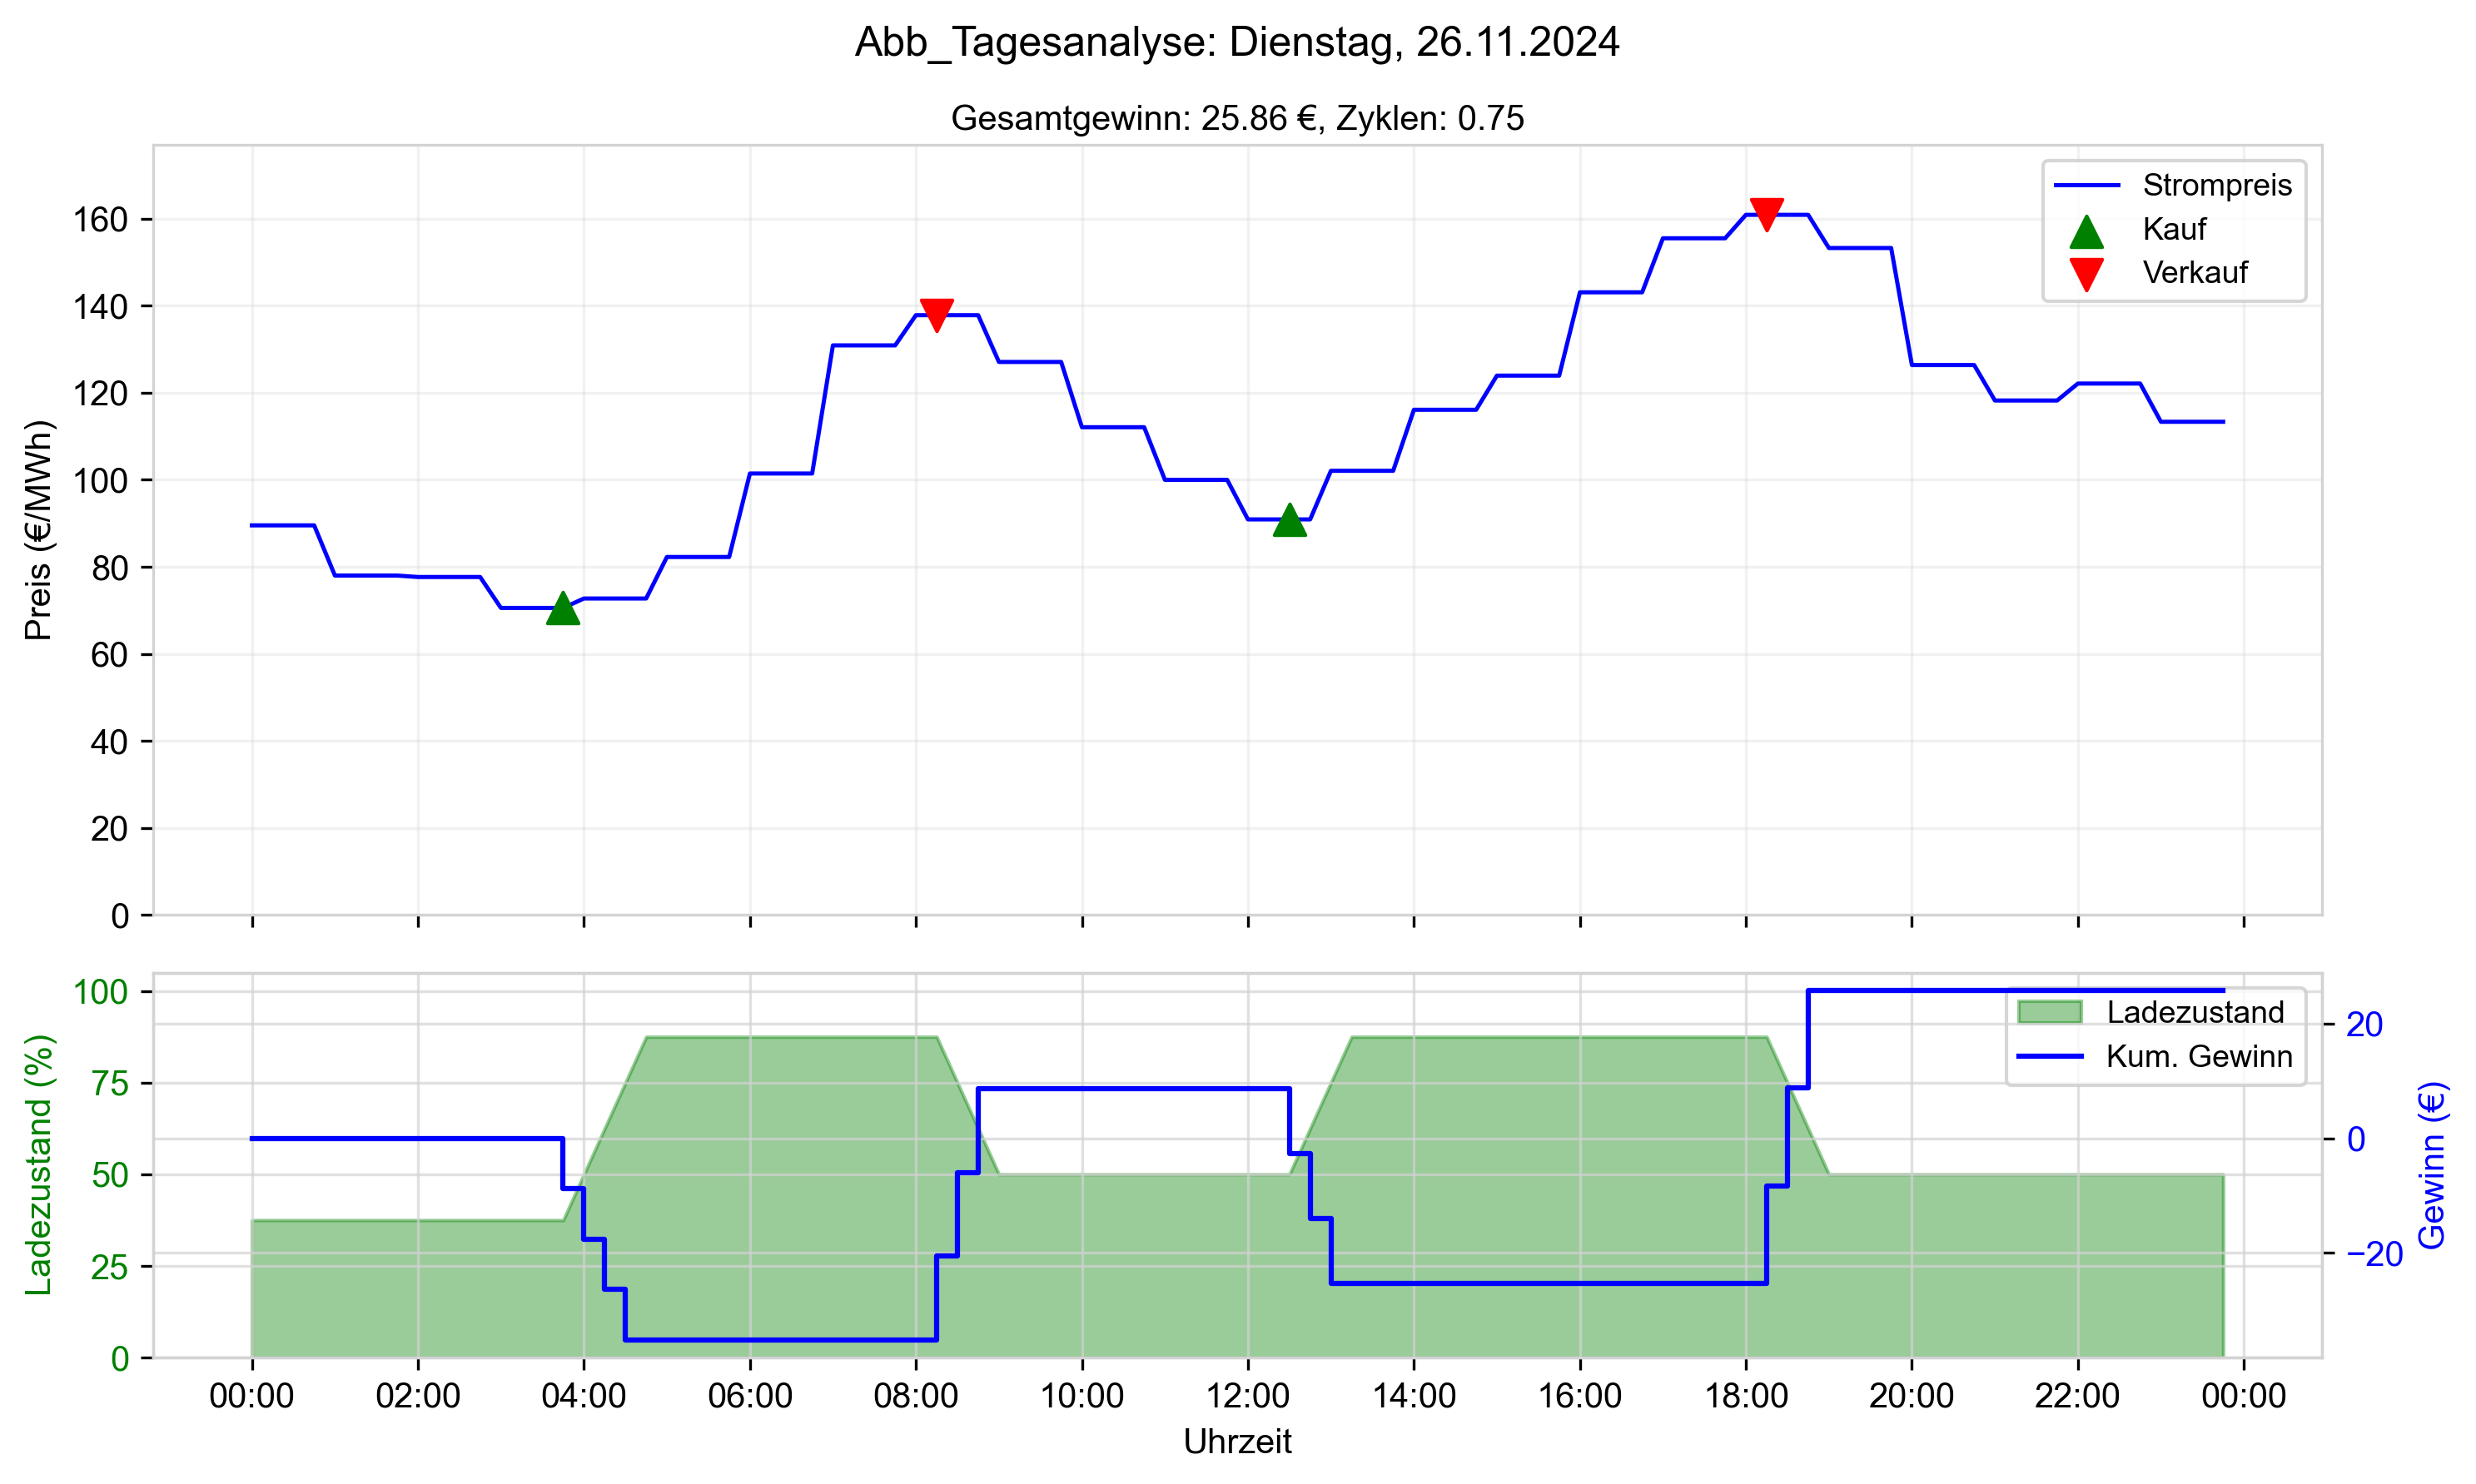 Abb_Tagesanalyse: Dienstag, 26.11.2024
Gesamtgewinn: 25.86 €, Zyklen: 0.75
Preis (€/MWh)
160
140
120
100
80
60
40
20
0
Strompreis
Kauf
Verkauf
Ladezustand (%)
100
75
50
25
0
Ladezustand
Kum. Gewinn
20
0
−20
Gewinn (€)
00:00 02:00 04:00 06:00 08:00 10:00 12:00 14:00 16:00 18:00 20:00 22:00 00:00
Uhrzeit